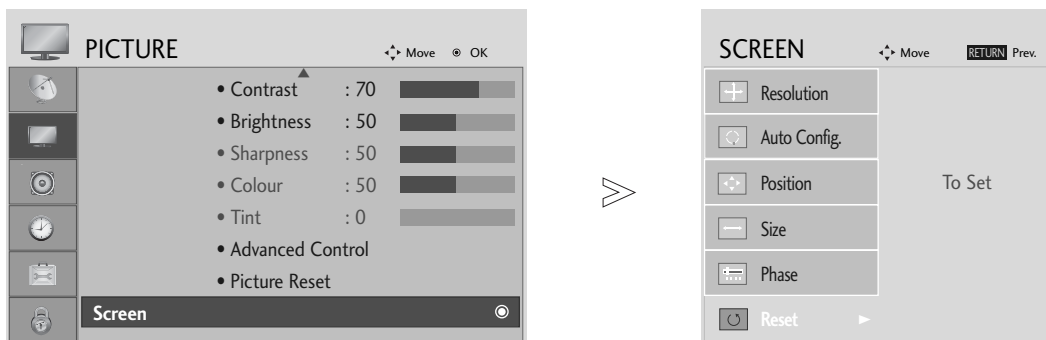 PICTURE
Move ◉ OK
• Contrast : 70
• Brightness : 50
• Sharpness : 50
• Colour : 50
• Tint : 0
• Advanced Control
• Picture Reset
Screen ◉
SCREEN
Move RETURN Prev.
Resolution
Auto Config.
Position
To Set
Size
Phase
Reset ►